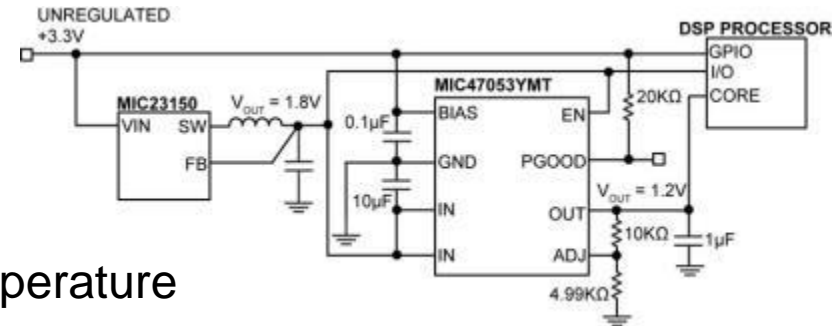 UNREGULATED
+3.3V
DSP PROCESSOR
GPIO
I/O
CORE
MIC23150
VIN
SW
FB
VOUT = 1.8V
0.1µF
10µF
MIC47053YMT
BIAS
GND
IN
IN
EN
PGOOD
OUT
ADJ
20KΩ
VOUT = 1.2V
10KΩ
1µF
4.99KΩ
perature